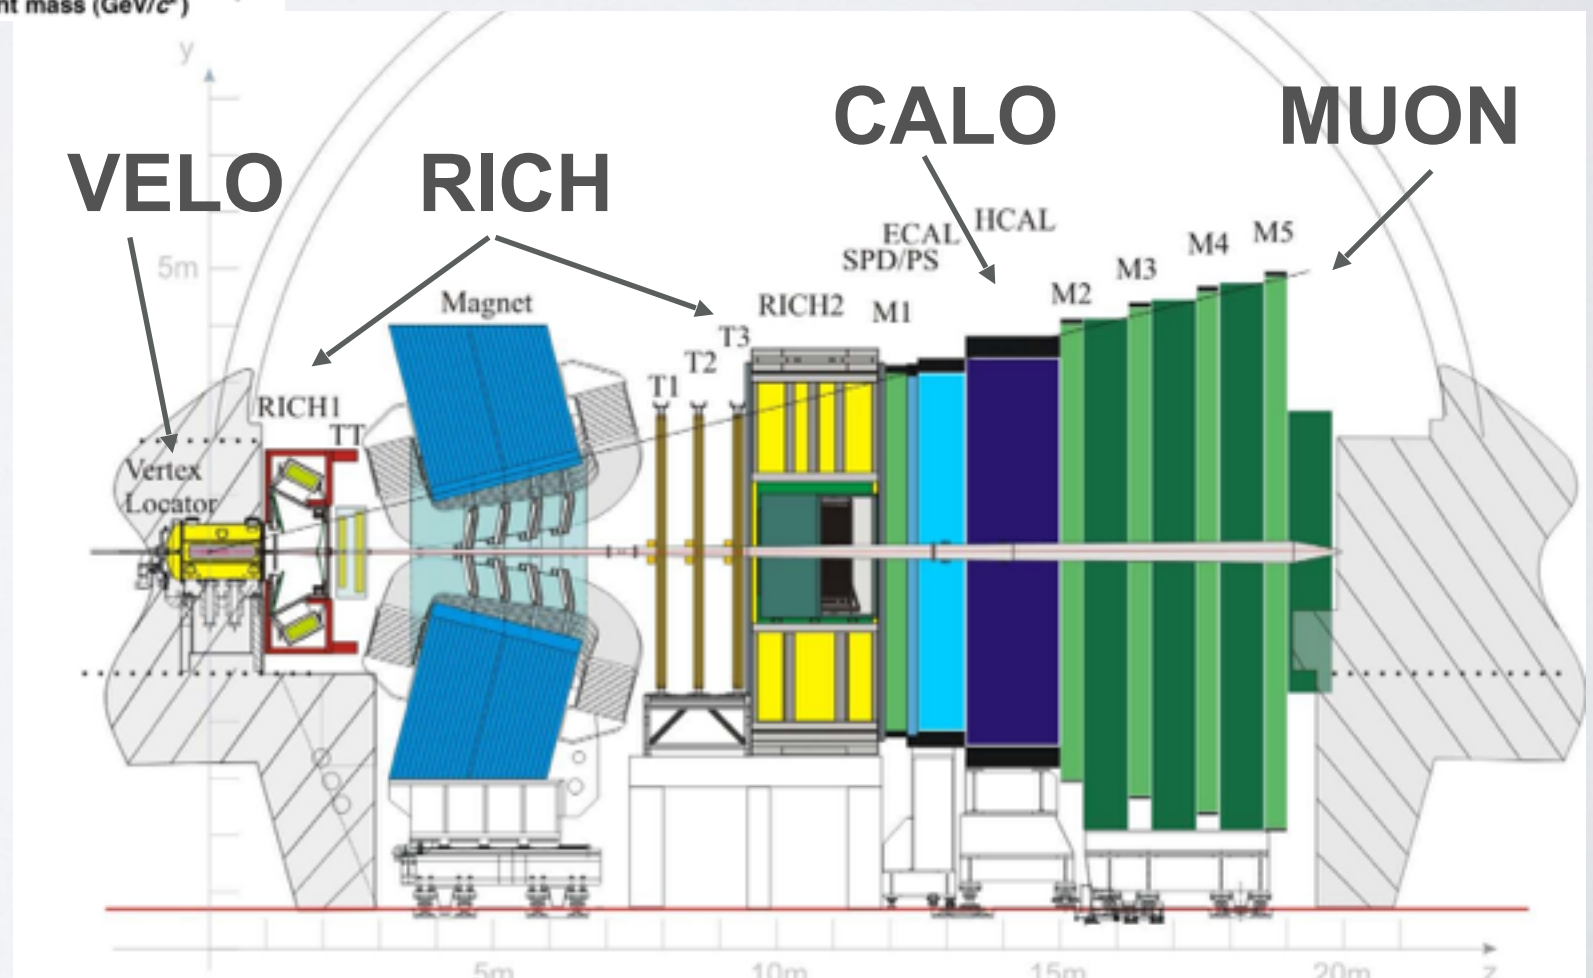 nt mass (GeV/c²)
y
CALO
MUON
VELO
RICH
HCAL
ECAL
M5
M4
SPD/PS
5m
M3
M2
Magnet
RICH2
M1
T3
T2
T1
RICH1
TT
Vertex
Locator
5m
10m
15m
20m
z